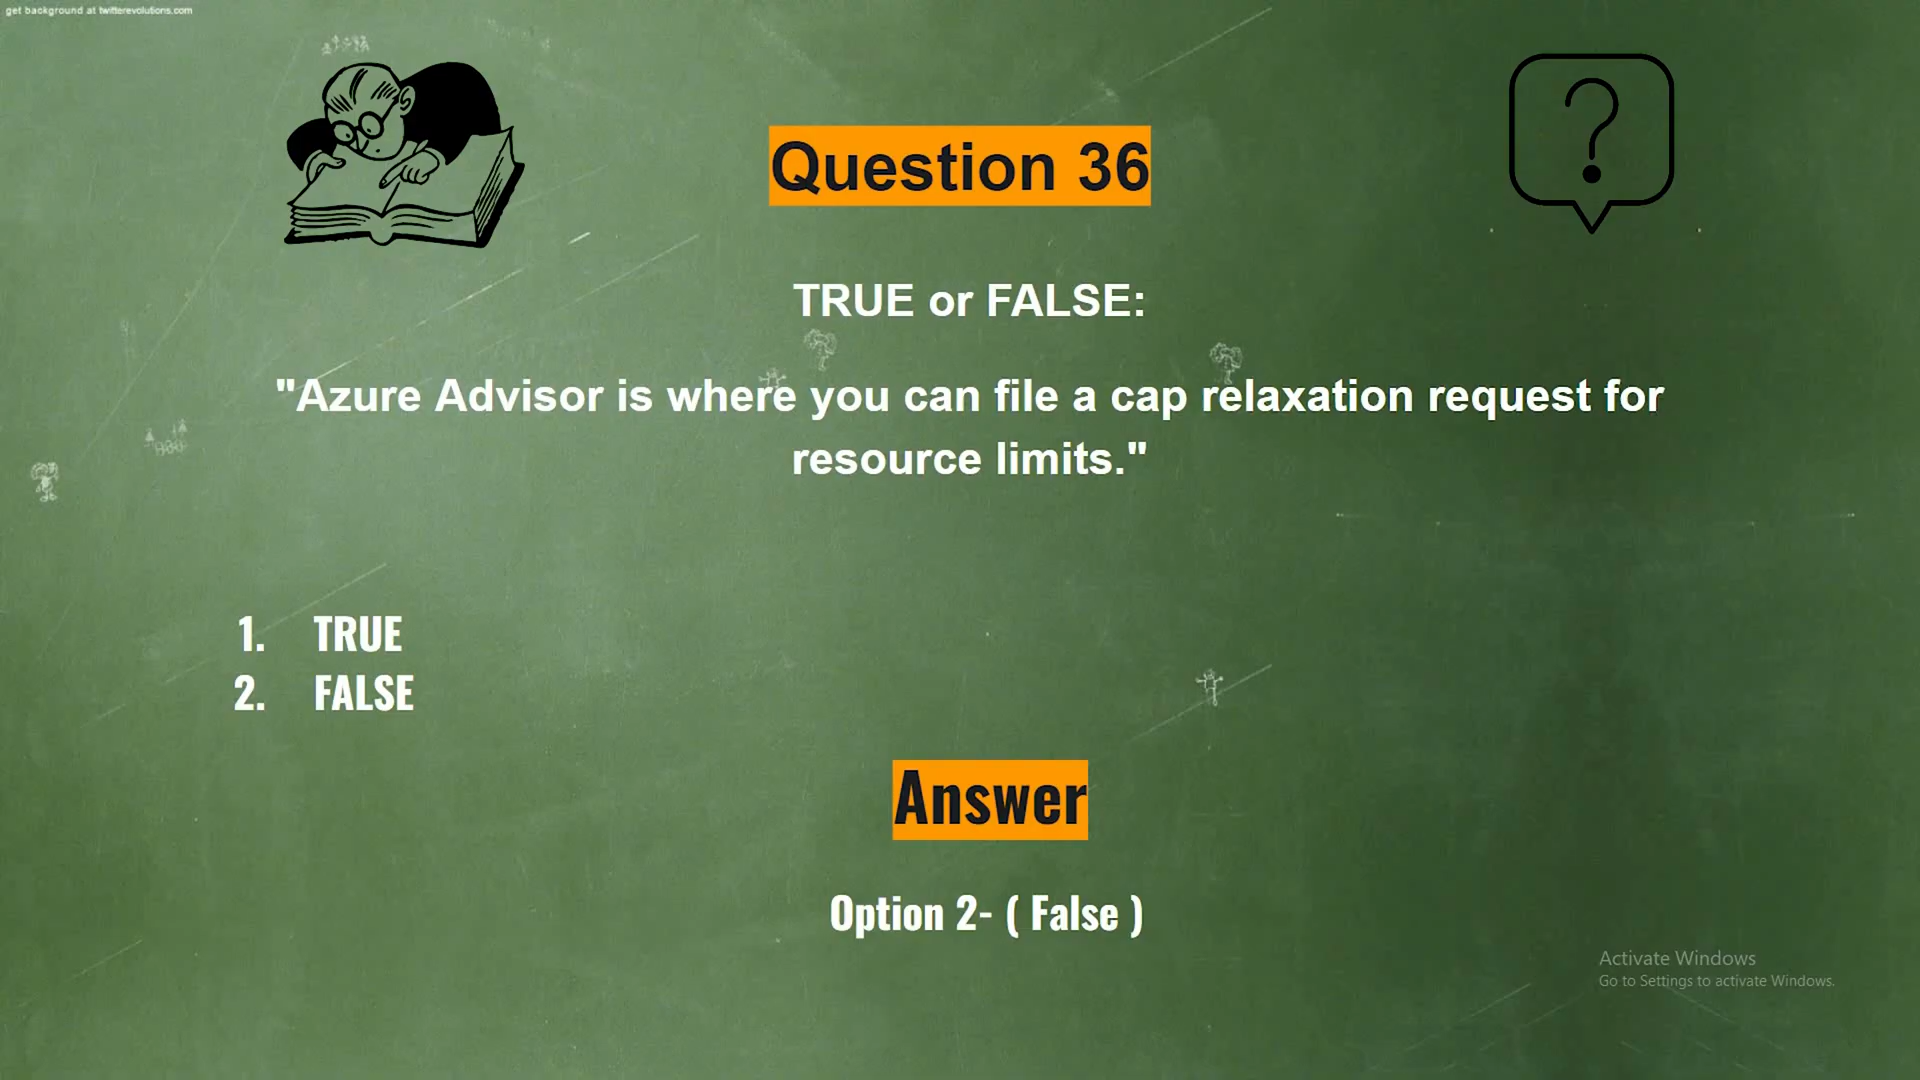 get background at twitterevolutions.com
Question 36
TRUE or FALSE:
"Azure Advisor is where you can file a cap relaxation request for
resource limits."
1. TRUE
2. FALSE
Answer
Option 2- ( False )
Activate Windows
Go to Settings to activate Windows.